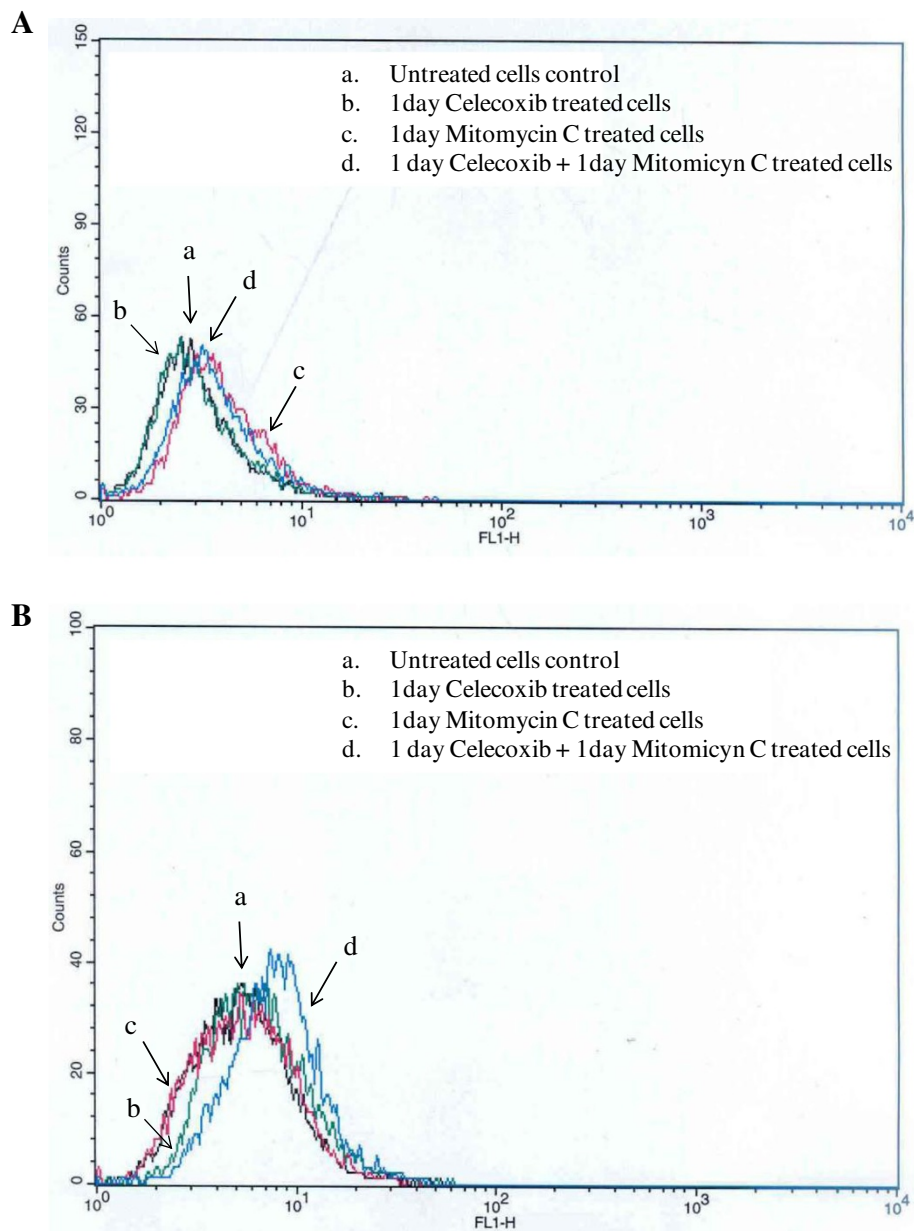 A
150
120
90
60
30
0
Counts
a. Untreated cells control
b. 1day Celecoxib treated cells
c. 1day Mitomycin C treated cells
d. 1 day Celecoxib + 1day Mitomicyn C treated cells
a
b
d
c
10^0 10^1 10^2 10^3 10^4
FL1-H
B
100
80
60
40
20
0
Counts
a. Untreated cells control
b. 1day Celecoxib treated cells
c. 1day Mitomycin C treated cells
d. 1 day Celecoxib + 1day Mitomicyn C treated cells
a
d
c
b
10^0 10^1 10^2 10^3 10^4
FL1-H